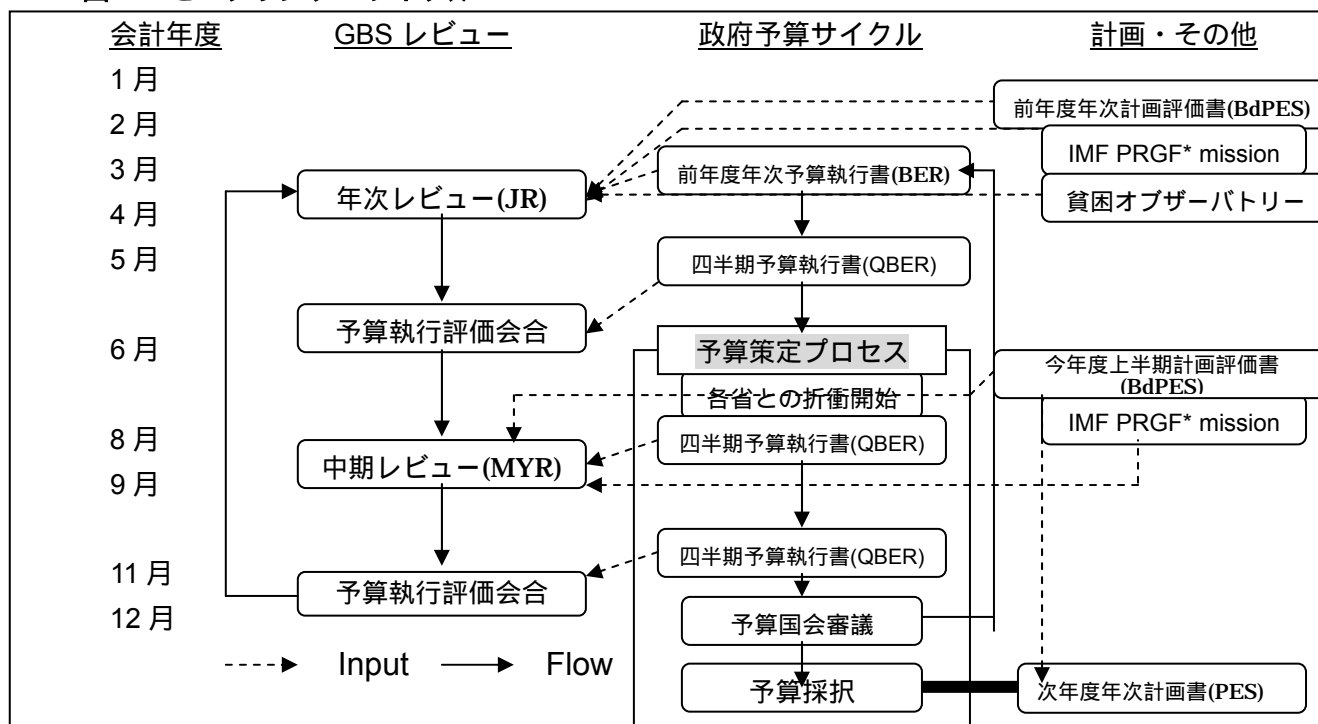 会計年度 GBS レビュー 政府予算サイクル 計画・その他
1 月
前年度年次計画評価書(BdPES)
2 月
IMF PRGF* mission
3 月
前年度年次予算執行書(BER)
年次レビュー(JR)
貧困オブザーバトリー
4 月
5 月
四半期予算執行書(QBER)
予算執行評価会合
6 月
予算策定プロセス
今年度上半期計画評価書
(BdPES)
各省との折衝開始
IMF PRGF* mission
8 月
四半期予算執行書(QBER)
中期レビュー(MYR)
9 月
四半期予算執行書(QBER)
11 月
予算執行評価会合
12 月
予算国会審議
Input Flow
予算採択
次年度年次計画書(PES)